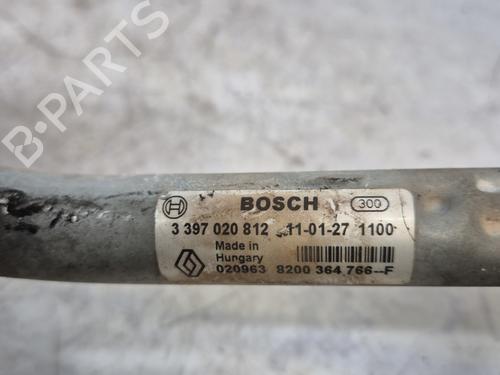 B-PARTS
BOSCH 300
3 397 020 812 11-01-27 1100
Made in
Hungary
020963 8200 364 766--F